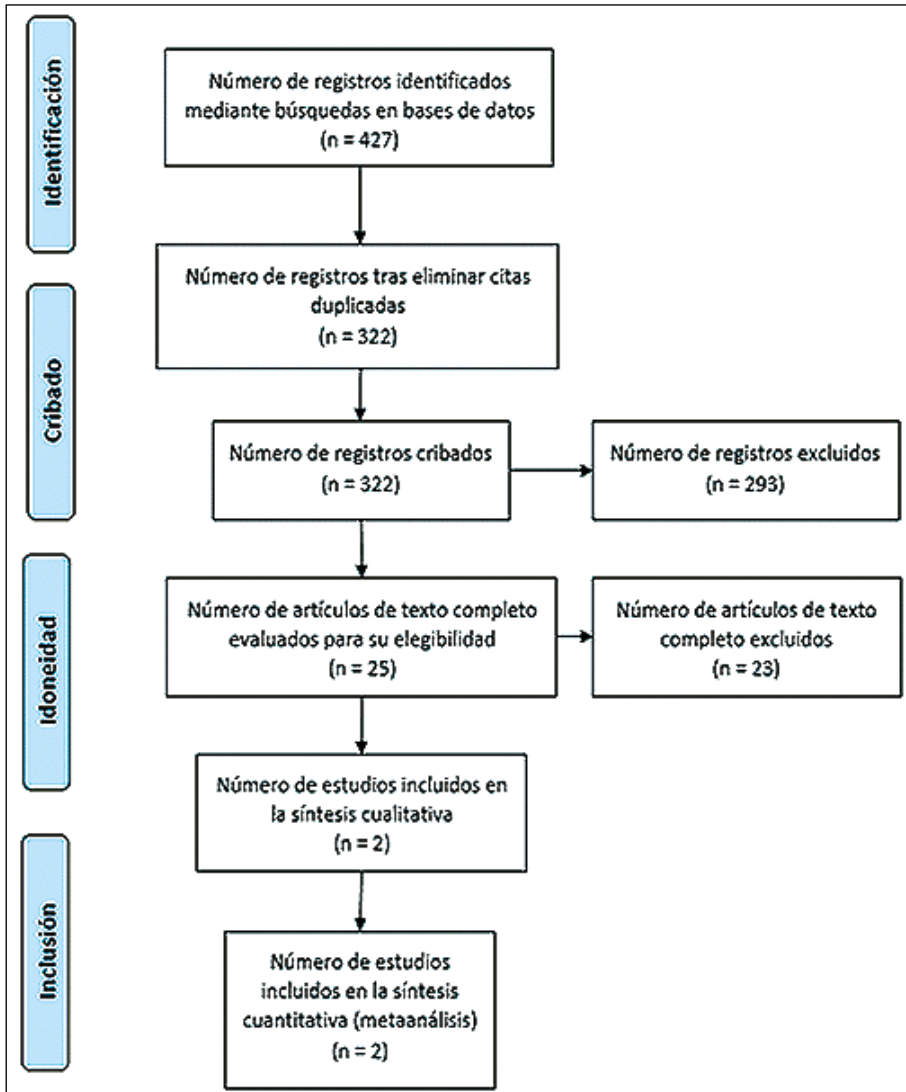 Identificación
Número de registros identificados
mediante búsquedas en bases de datos
(n = 427)
Número de registros tras eliminar citas
duplicadas
(n = 322)
Cribado
Número de registros cribados
(n = 322)
Número de registros excluidos
(n = 293)
Idoneidad
Número de artículos de texto completo
evaluados para su elegibilidad
(n = 25)
Número de artículos de texto
completo excluidos
(n = 23)
Número de estudios incluidos en
la síntesis cualitativa
(n = 2)
Inclusión
Número de estudios
incluidos en la síntesis
cuantitativa (metaanálisis)
(n = 2)